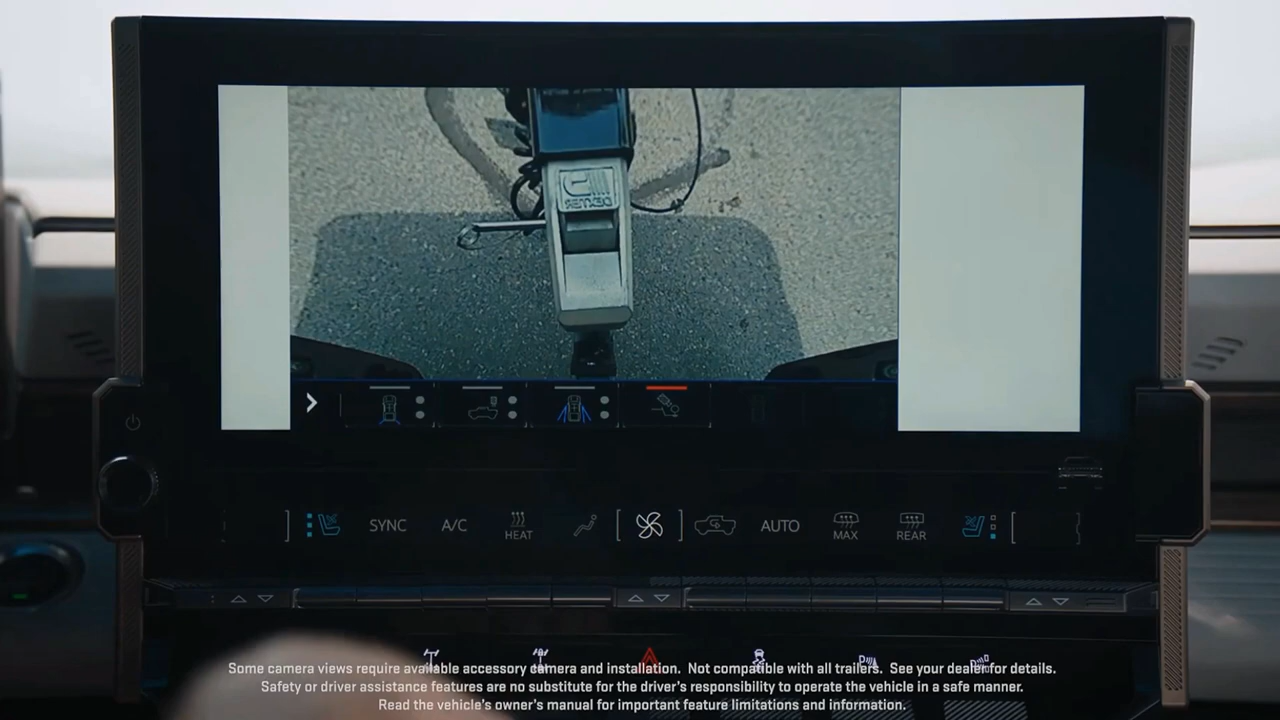 SYNC
A/C
HEAT
AUTO
MAX
REAR
Some camera views require available accessory camera and installation. Not compatible with all trailers. See your dealer for details.
Safety or driver assistance features are no substitute for the driver's responsibility to operate the vehicle in a safe manner.
Read the vehicle's owner's manual for important feature limitations and information.